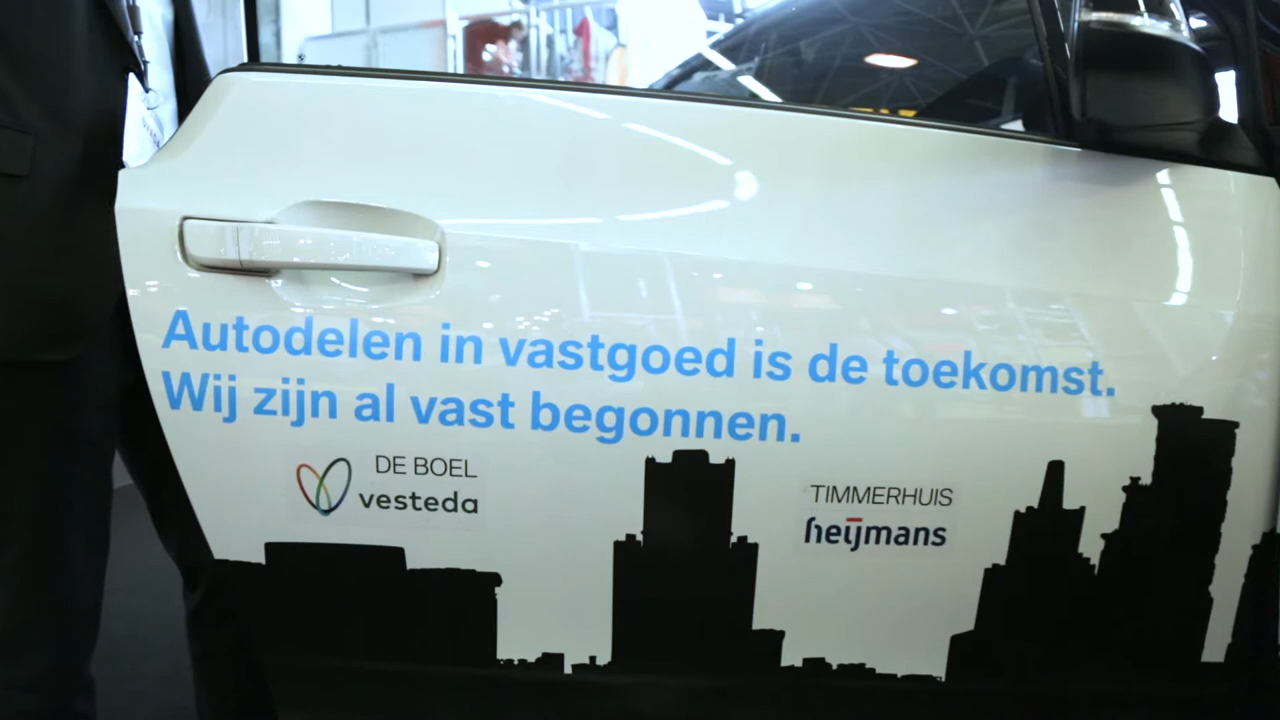 Autodelen in vastgoed is de toekomst.
Wij zijn al vast begonnen.
DE BOEL
vesteda
TIMMERHUIS
heijmans